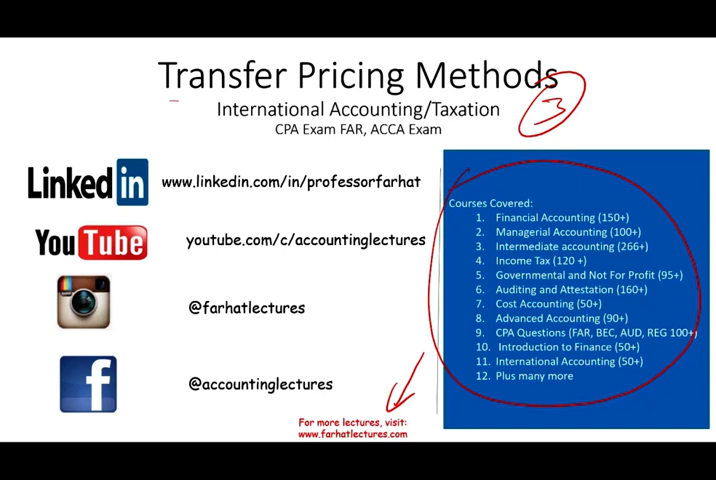 Transfer Pricing Methods
3
International Accounting/Taxation
CPA Exam FAR, ACCA Exam
Linked in
www.linkedin.com/in/professorfarhat
YouTube
youtube.com/c/accountinglectures
@farhatlectures
f
@accountinglectures
For more lectures, visit:
www.farhatlectures.com
Courses Covered:
1. Financial Accounting (150+)
2. Managerial Accounting (100+)
3. Intermediate accounting (266+)
4. Income Tax (120 +)
5. Governmental and Not For Profit (95+)
6. Auditing and Attestation (160+)
7. Cost Accounting (50+)
8. Advanced Accounting (90+)
9. CPA Questions (FAR, BEC, AUD, REG 100+)
10. Introduction to Finance (50+)
11. International Accounting (50+)
12. Plus many more